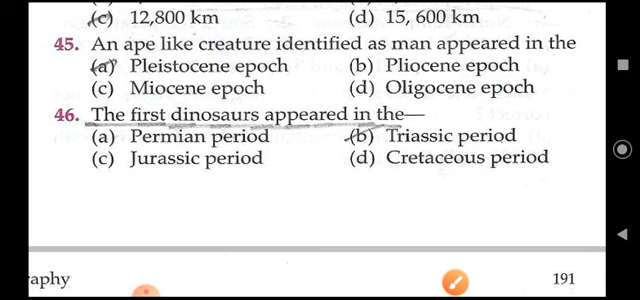 (c) 12,800 km (d) 15, 600 km
45. An ape like creature identified as man appeared in the
(a) Pleistocene epoch (b) Pliocene epoch
(c) Miocene epoch (d) Oligocene epoch
46. The first dinosaurs appeared in the—
(a) Permian period (b) Triassic period
(c) Jurassic period (d) Cretaceous period
raphy 191